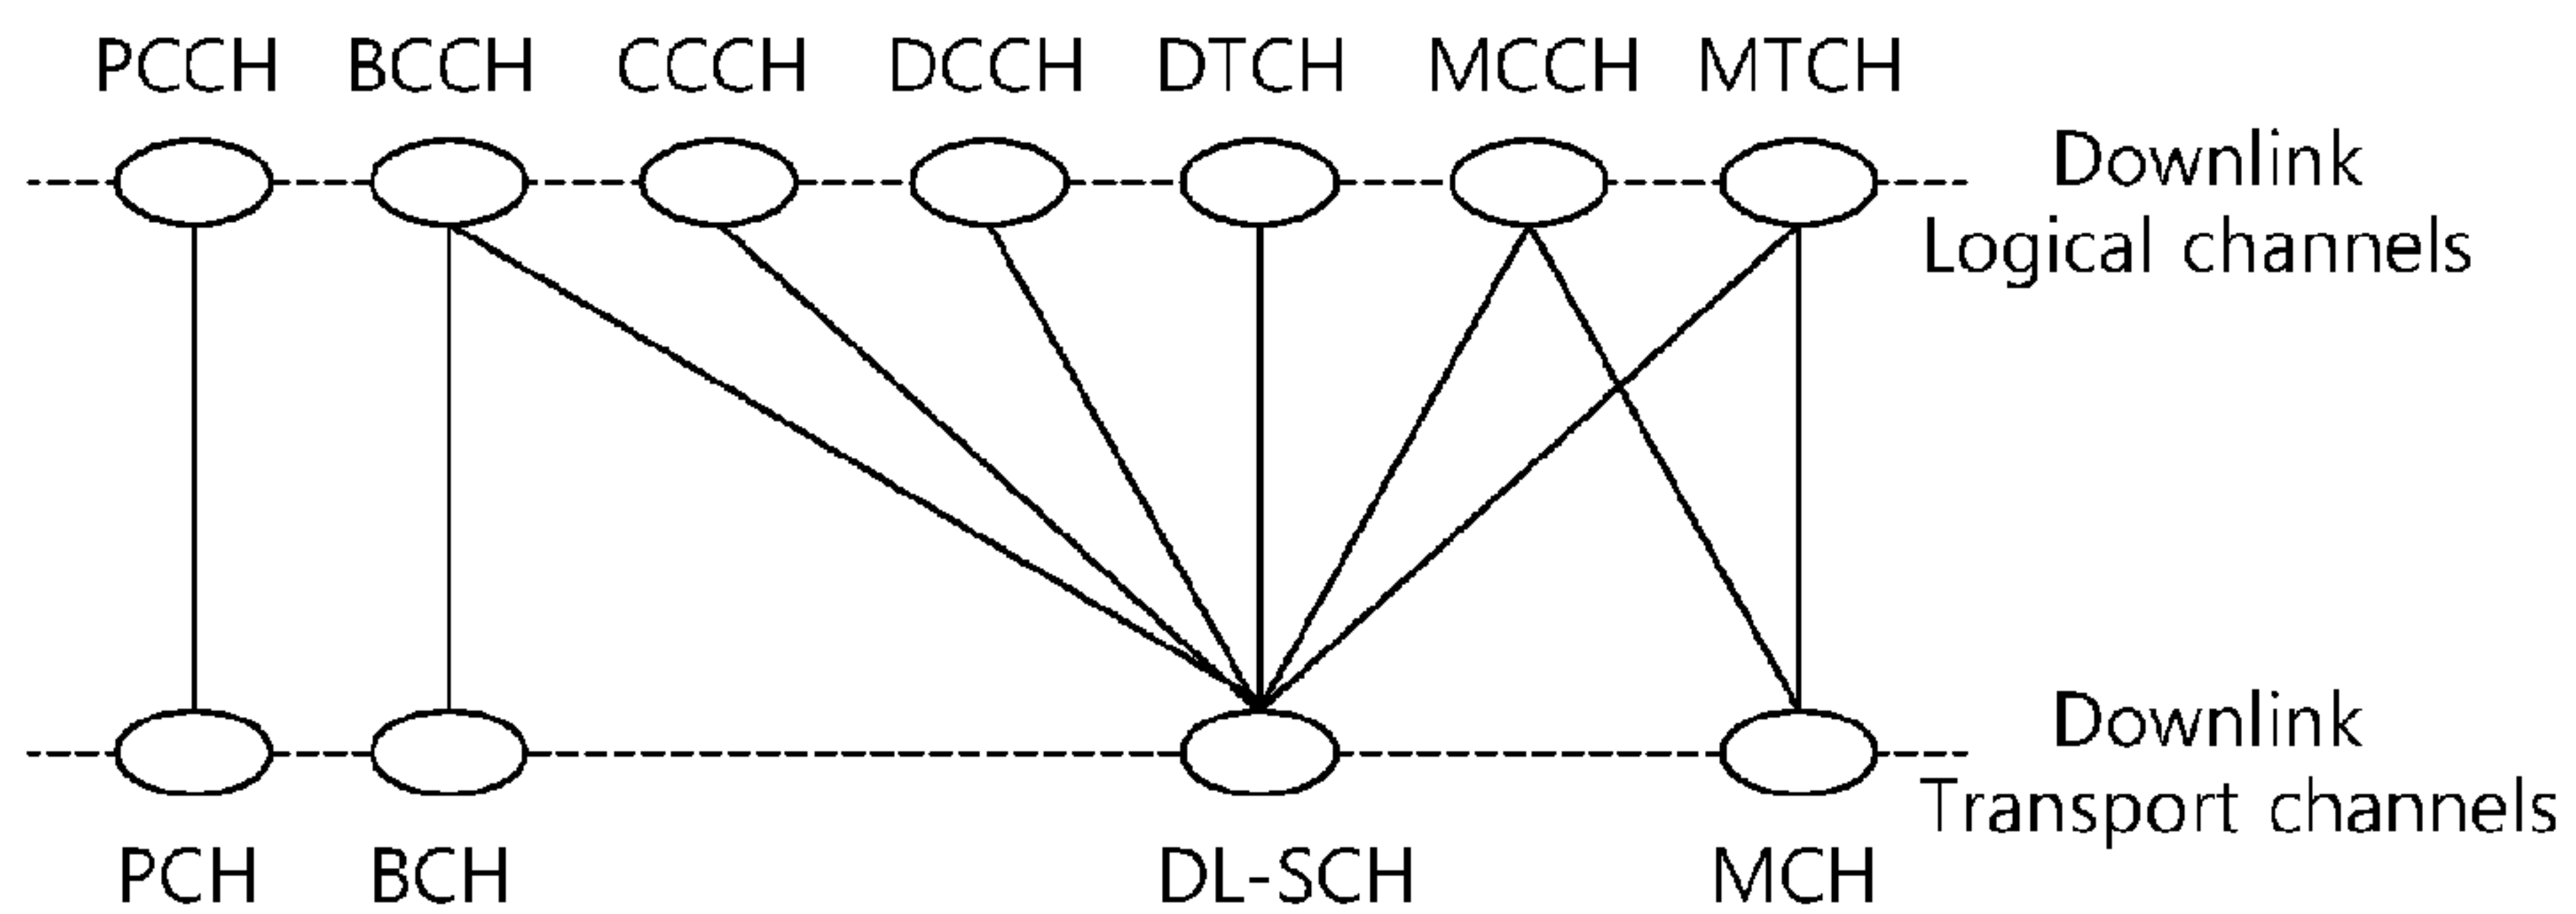 PCCH BCCH CCCH DCCH DTCH MCCH MTCH
Downlink
Logical channels
Downlink
Transport channels
PCH BCH DL-SCH MCH